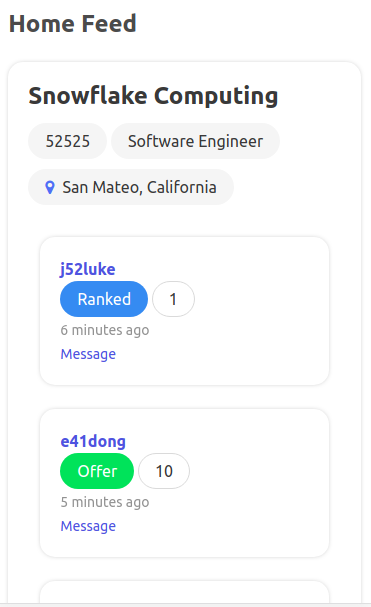 Home Feed
Snowflake Computing
52525 Software Engineer
San Mateo, California
j52luke
Ranked 1
6 minutes ago
Message
e41dong
Offer 10
5 minutes ago
Message